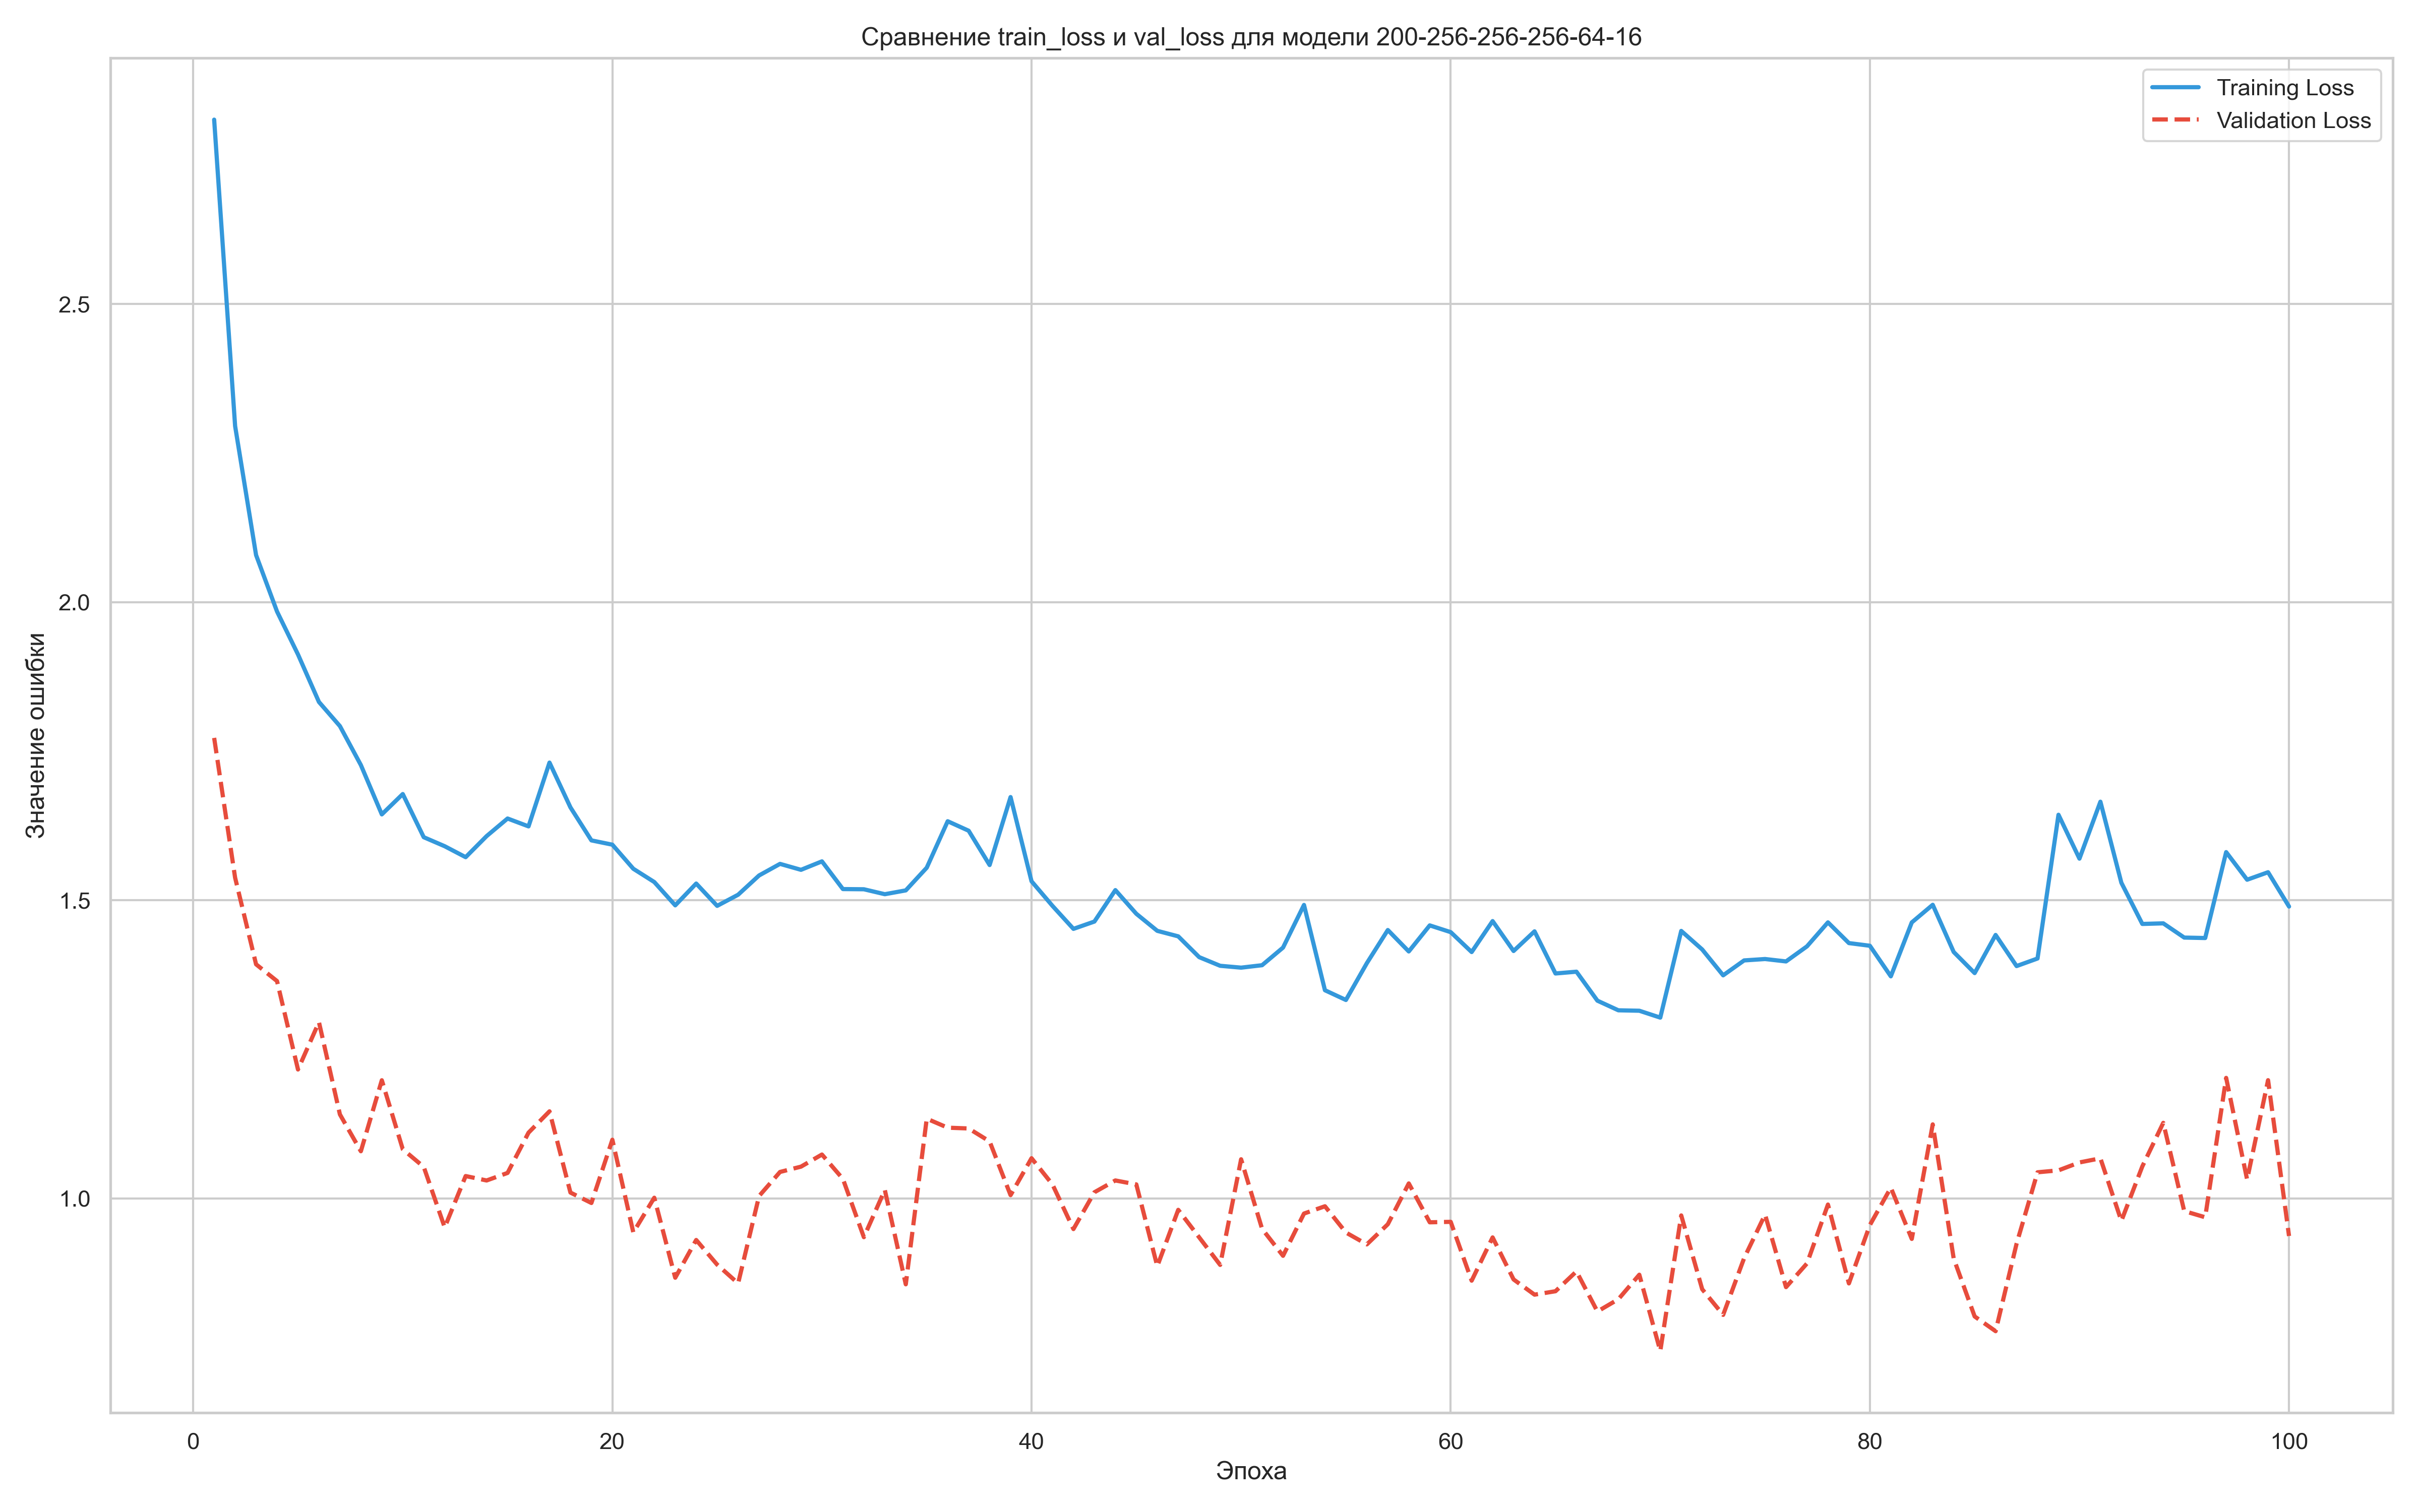 Сравнение train_loss и val_loss для модели 200-256-256-256-64-16
Training Loss
Validation Loss
2.5
2.0
1.5
1.0
Значение ошибки
0
20
40
60
80
100
Эпоха